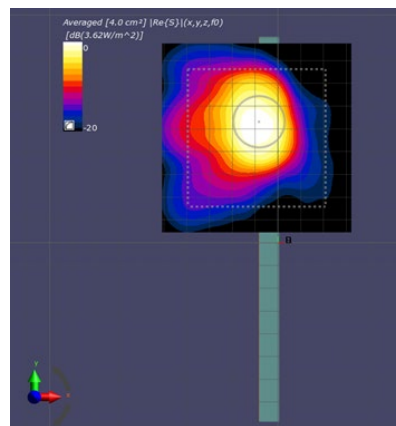 Averaged [4.0 cm²] |Re{S}|(x,y,z,f0)
[dB(3.62W/m^2)]
0
-20
Y
x